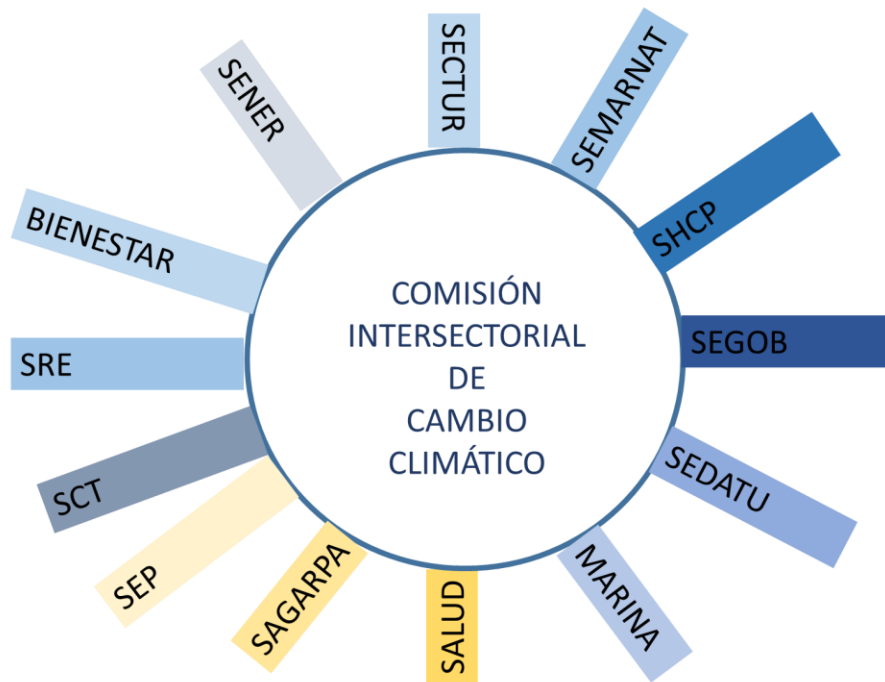 SECTUR
SEMARNAT
SHCP
SEGOB
SEDATU
MARINA
SALUD
SAGARPA
SEP
SCT
SRE
BIENESTAR
SENER
COMISIÓN
INTERSECTORIAL
DE
CAMBIO
CLIMÁTICO